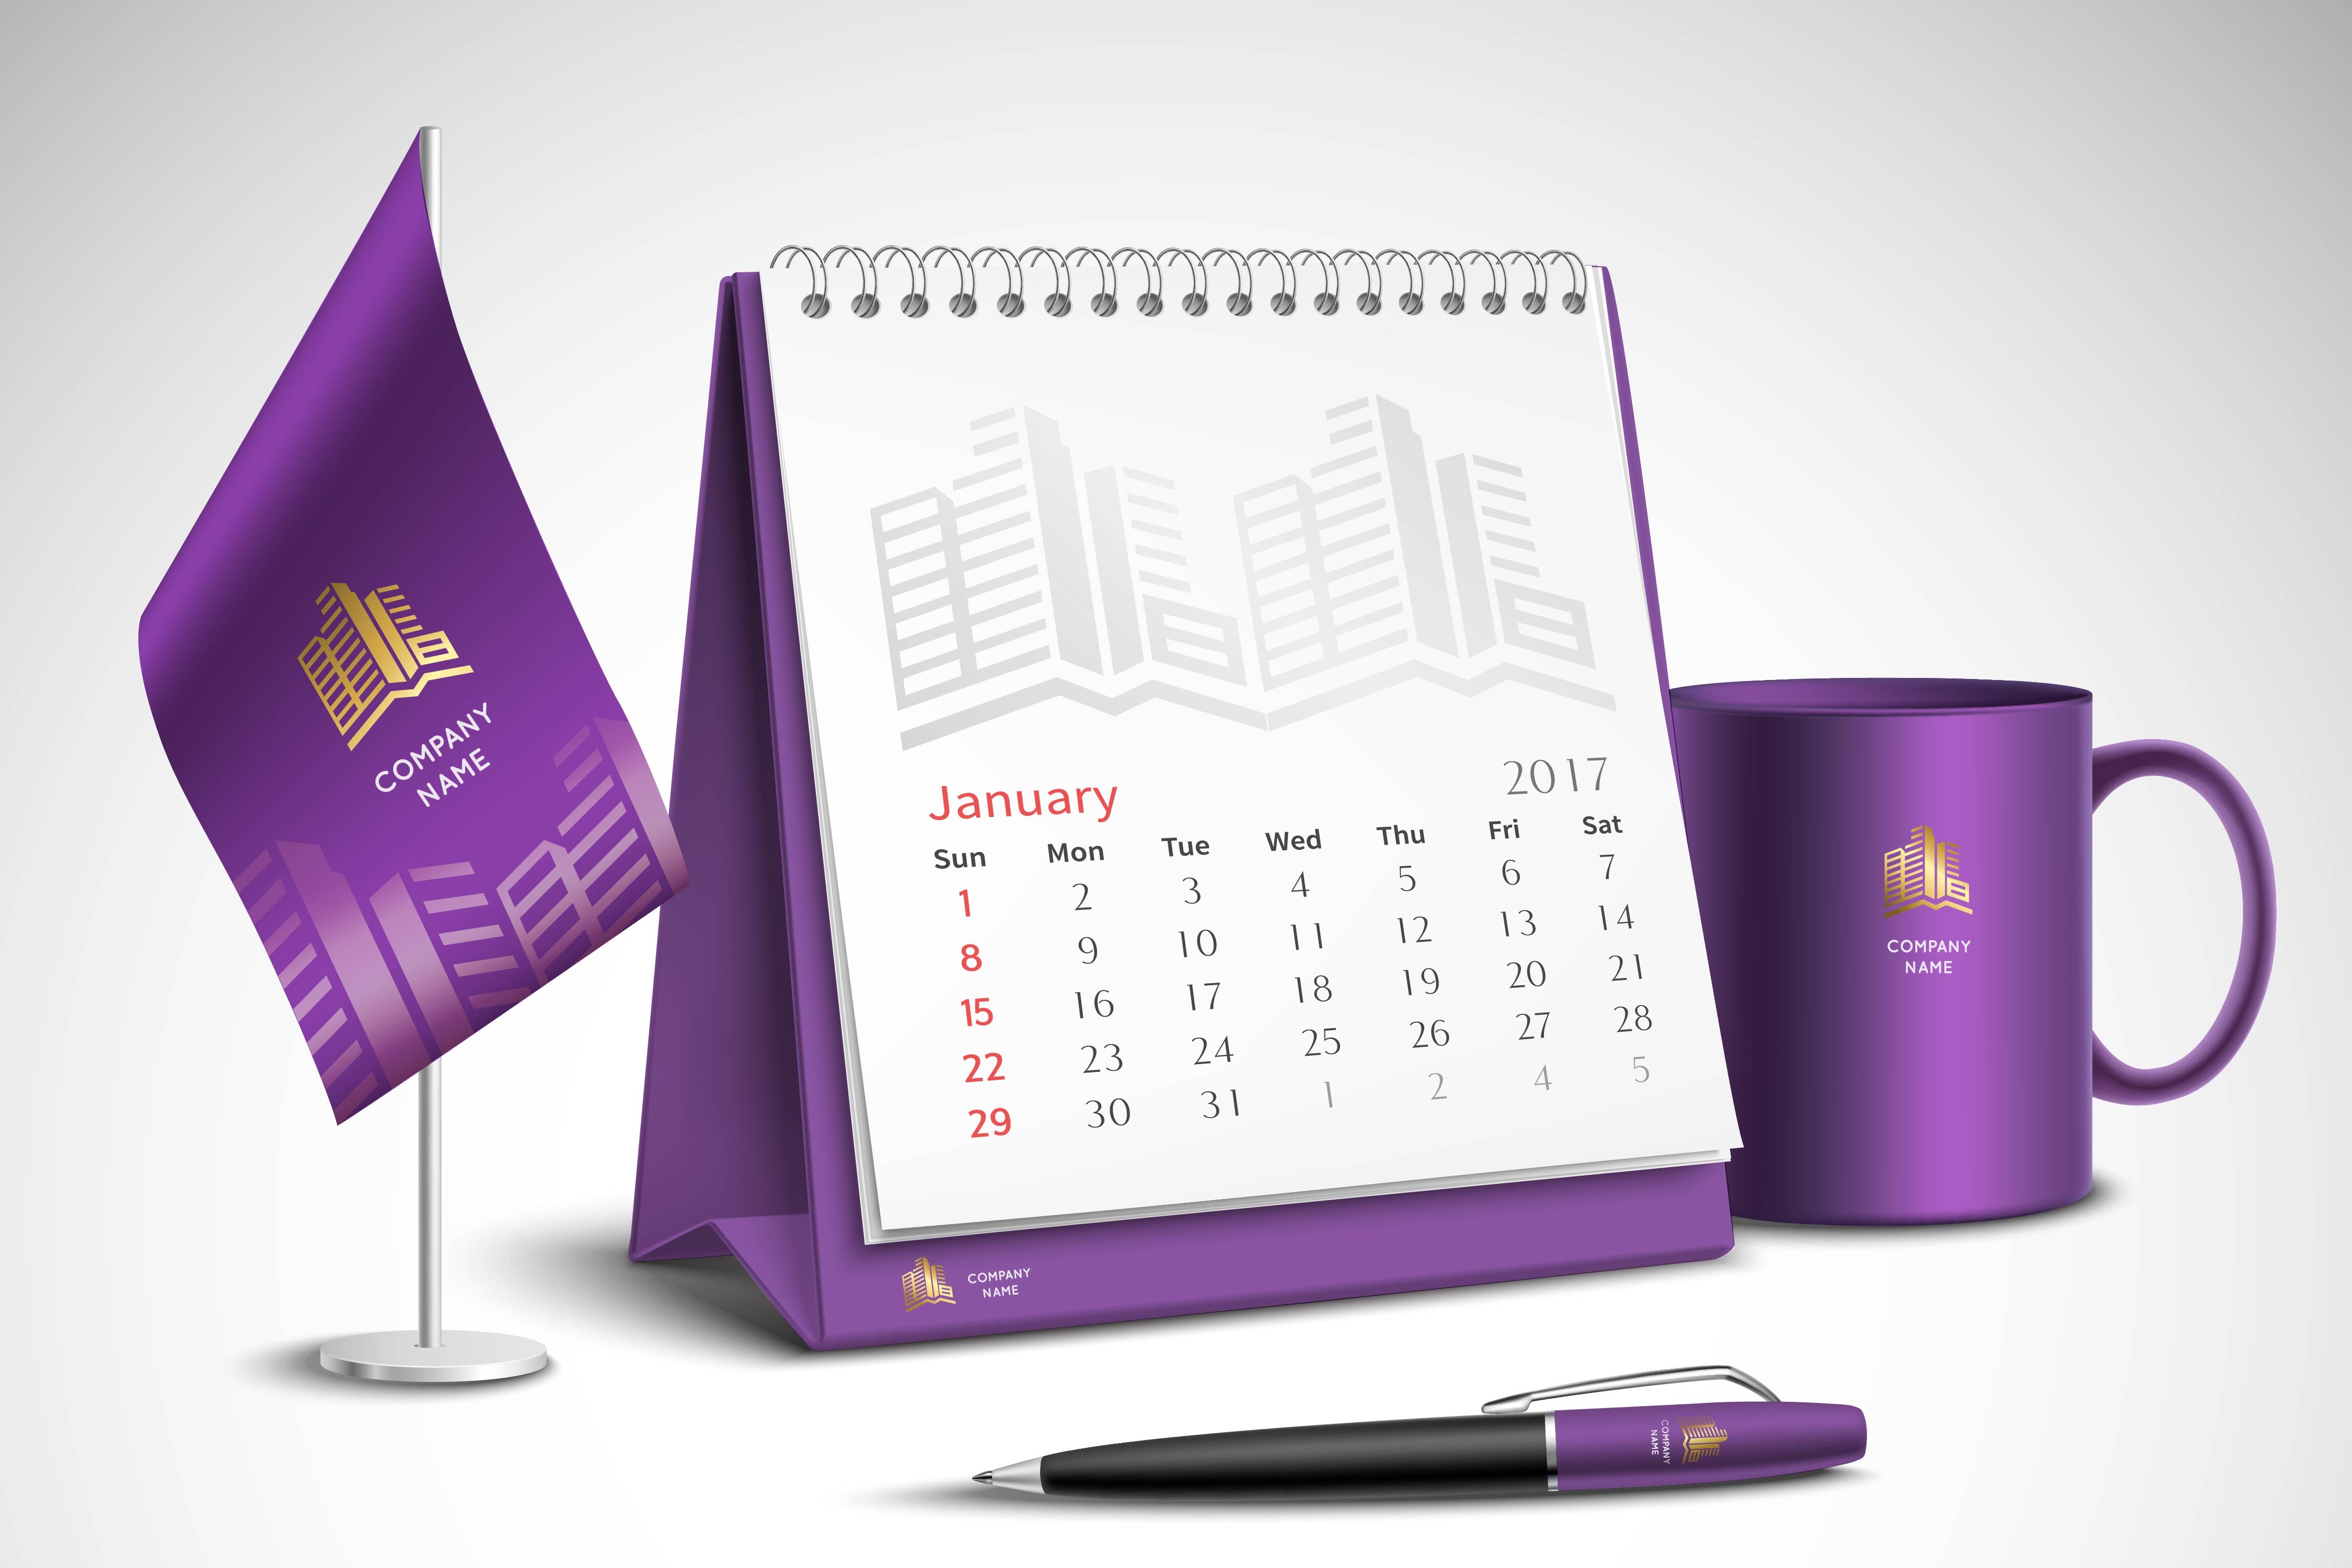 COMPANY
NAME
January 2017
Sun Mon Tue Wed Thu Fri Sat
1 2 3 4 5 6 7
8 9 10 11 12 13 14
15 16 17 18 19 20 21
22 23 24 25 26 27 28
29 30 31 1 2 4 5
COMPANY
NAME
COMPANY
NAME
COMPANY
NAME